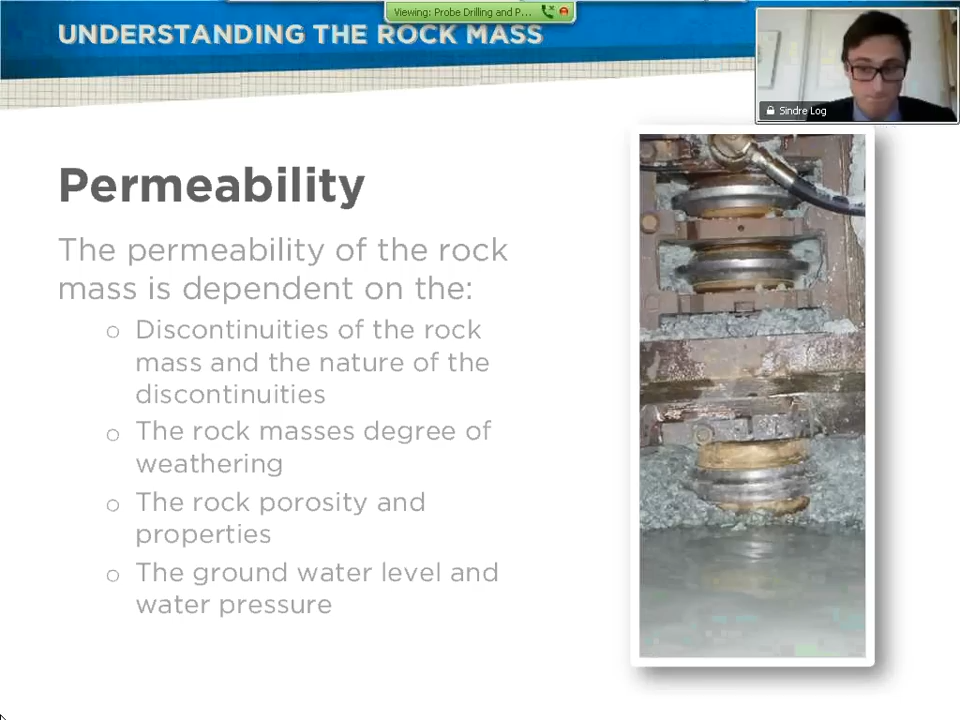 Viewing: Probe Drilling and P...
UNDERSTANDING THE ROCK MASS
Sindre Log
Permeability
The permeability of the rock
mass is dependent on the:
Discontinuities of the rock
mass and the nature of the
discontinuities
The rock masses degree of
weathering
The rock porosity and
properties
The ground water level and
water pressure